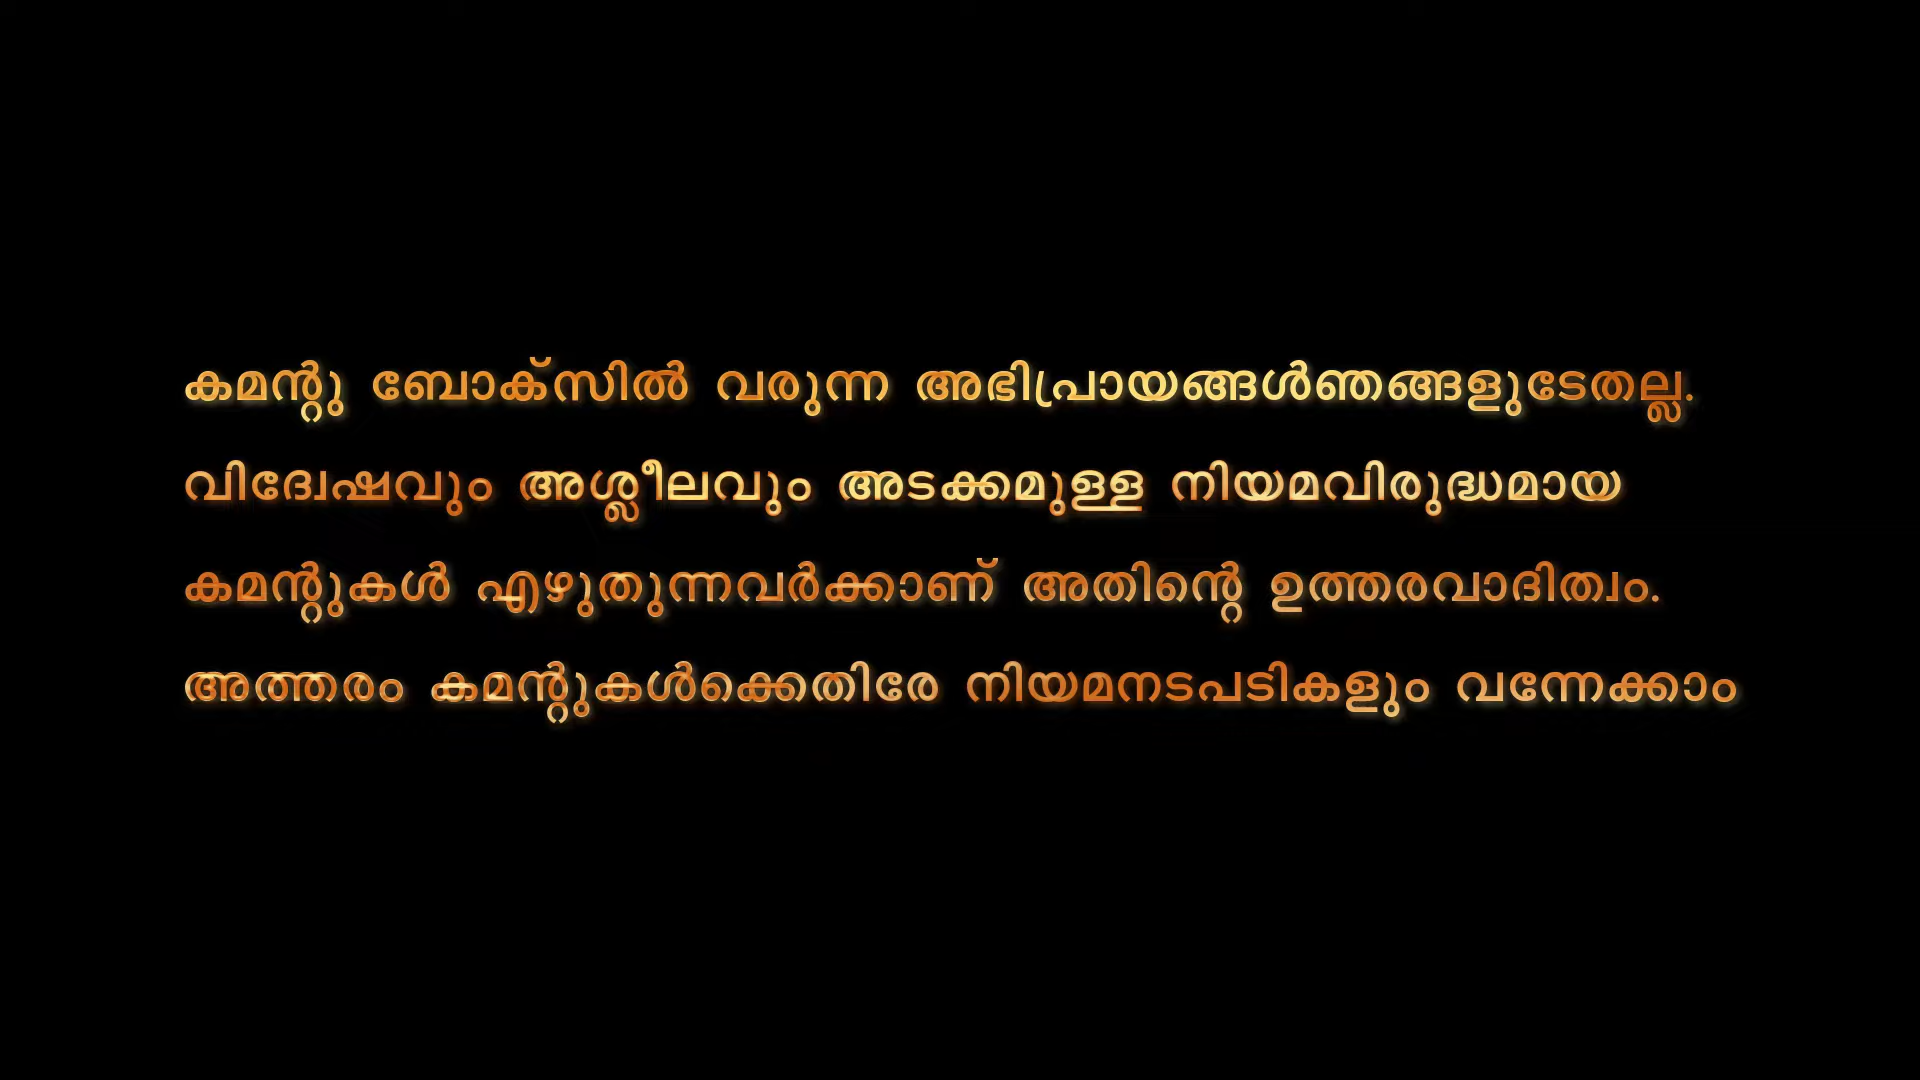 കമന്റു ബോക്സിൽ വരുന്ന അഭിപ്രായങ്ങൾഞങ്ങളുടേതല്ല.
വിദ്വേഷവും അശ്ലീലവും അടക്കമുള്ള നിയമവിരുദ്ധമായ
കമന്റുകൾ എഴുതുന്നവർക്കാണ് അതിന്റെ ഉത്തരവാദിത്വം.
അത്തരം കമന്റുകൾക്കെതിരേ നിയമനടപടികളും വന്നേക്കാം